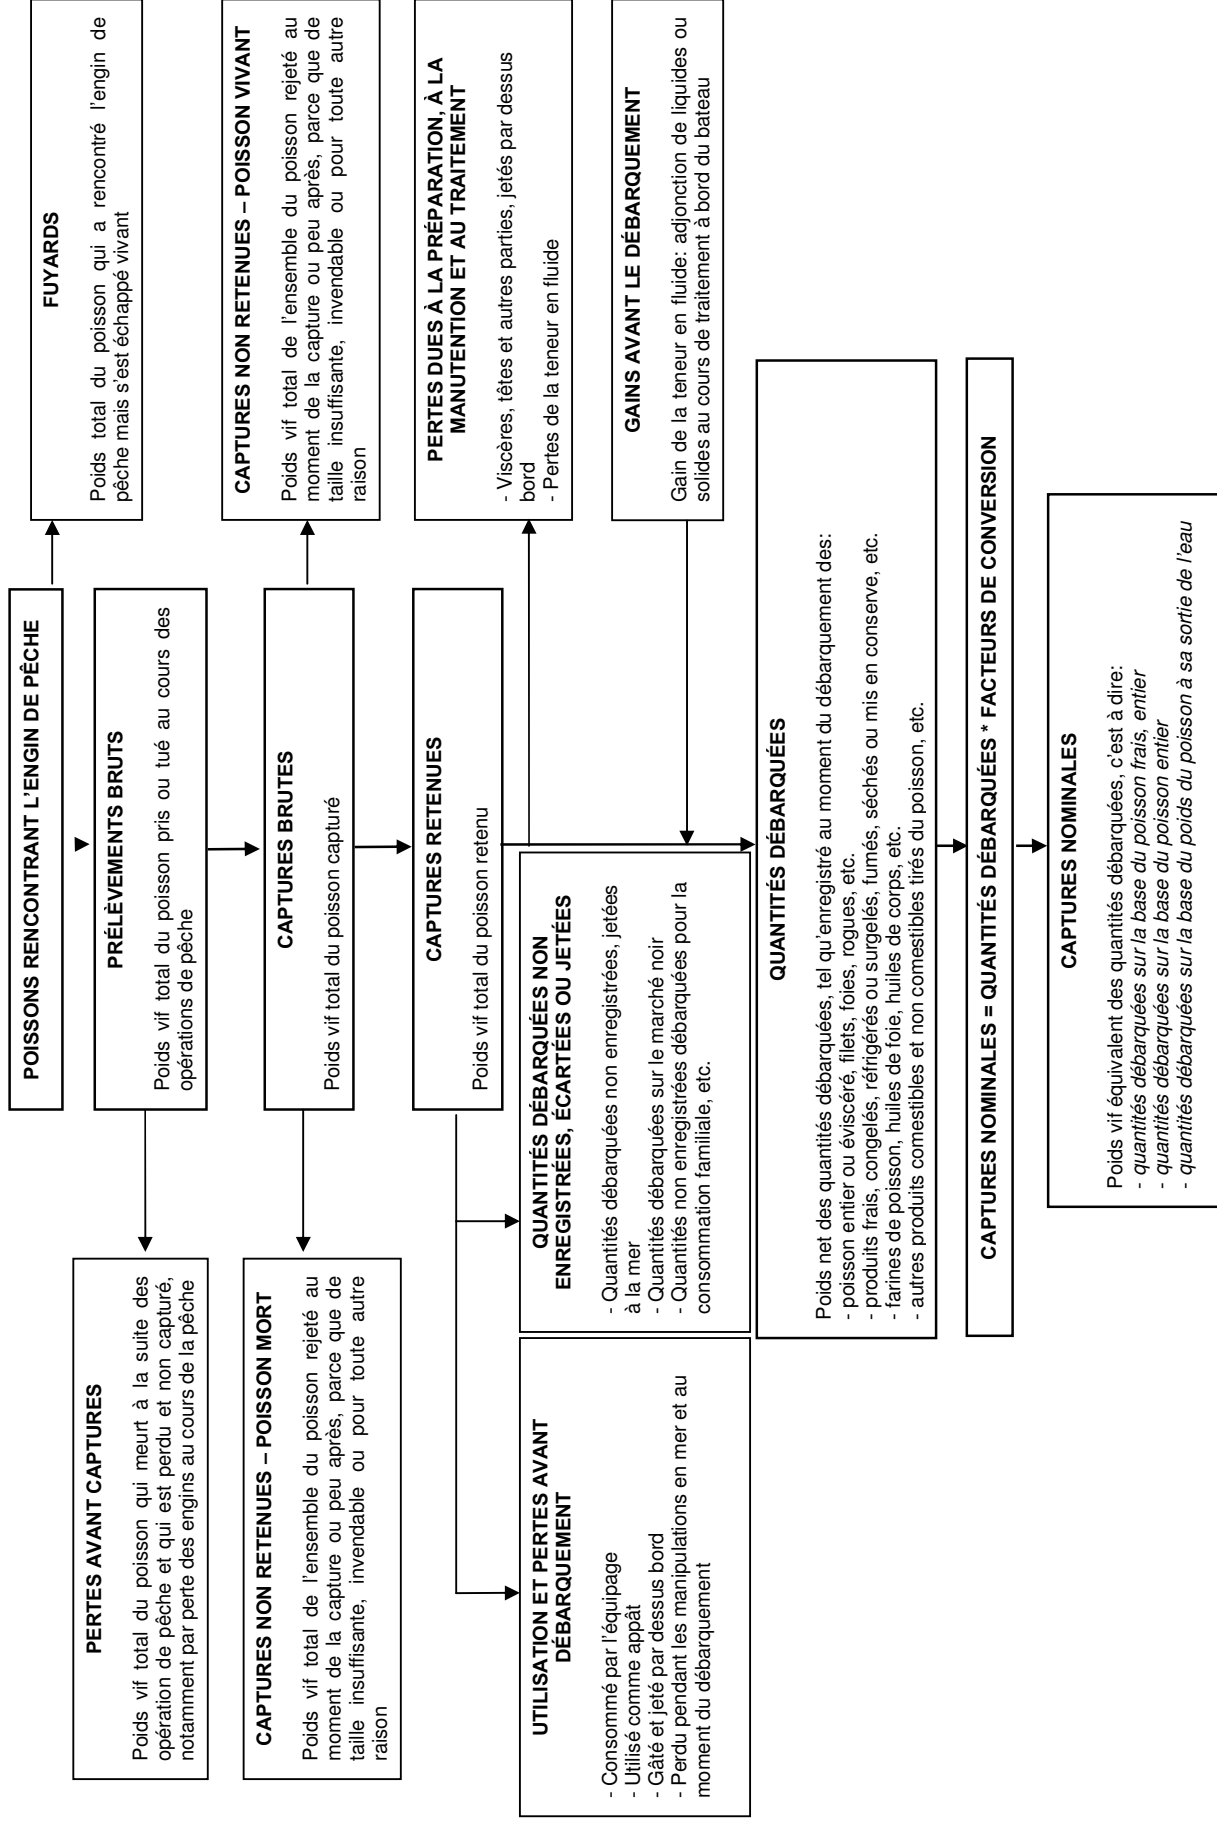 POISSONS RENCONTRANT L'ENGIN DE PÊCHE
FUYARDS
Poids total du poisson qui a rencontré l'engin de
pêche mais s'est échappé vivant
PRÉLÈVEMENTS BRUTS
Poids vif total du poisson pris ou tué au cours des
opérations de pêche
PERTES AVANT CAPTURES
Poids vif total du poisson qui meurt à la suite des
opération de pêche et qui est perdu et non capturé,
notamment par perte des engins au cours de la pêche
CAPTURES BRUTES
Poids vif total du poisson capturé
CAPTURES NON RETENUES – POISSON VIVANT
Poids vif total de l'ensemble du poisson rejeté au
moment de la capture ou peu après, parce que de
taille insuffisante, invendable ou pour toute autre
raison
CAPTURES NON RETENUES – POISSON MORT
Poids vif total de l'ensemble du poisson rejeté au
moment de la capture ou peu après, parce que de
taille insuffisante, invendable ou pour toute autre
raison
CAPTURES RETENUES
Poids vif total du poisson retenu
PERTES DUES À LA PRÉPARATION, À LA
MANUTENTION ET AU TRAITEMENT
- Viscères, têtes et autres parties, jetés par dessus
bord
- Pertes de la teneur en fluide
UTILISATION ET PERTES AVANT
DÉBARQUEMENT
- Consommé par l'équipage
- Utilisé comme appât
- Gâté et jeté par dessus bord
- Perdu pendant les manipulations en mer et au
moment du débarquement
QUANTITÉS DÉBARQUÉES NON
ENREGISTRÉES, ÉCARTÉES OU JETÉES
- Quantités débarquées non enregistrées, jetées
à la mer
- Quantités débarquées sur le marché noir
- Quantités non enregistrées débarquées pour la
consommation familiale, etc.
GAINS AVANT LE DÉBARQUEMENT
Gain de la teneur en fluide: adjonction de liquides ou
solides au cours de traitement à bord du bateau
QUANTITÉS DÉBARQUÉES
Poids net des quantités débarquées, tel qu'enregistré au moment du débarquement des:
- poisson entier ou éviscéré, filets, foies, rogues, etc.
- produits frais, congelés, réfrigérés ou surgelés, fumés, séchés ou mis en conserve, etc.
- farines de poisson, huiles de foie, huiles de corps, etc.
- autres produits comestibles et non comestibles tirés du poisson, etc.
CAPTURES NOMINALES = QUANTITÉS DÉBARQUÉES * FACTEURS DE CONVERSION
CAPTURES NOMINALES
Poids vif équivalent des quantités débarquées, c'est à dire:
- quantités débarquées sur la base du poisson frais, entier
- quantités débarquées sur la base du poisson entier
- quantités débarquées sur la base du poids du poisson à sa sortie de l'eau